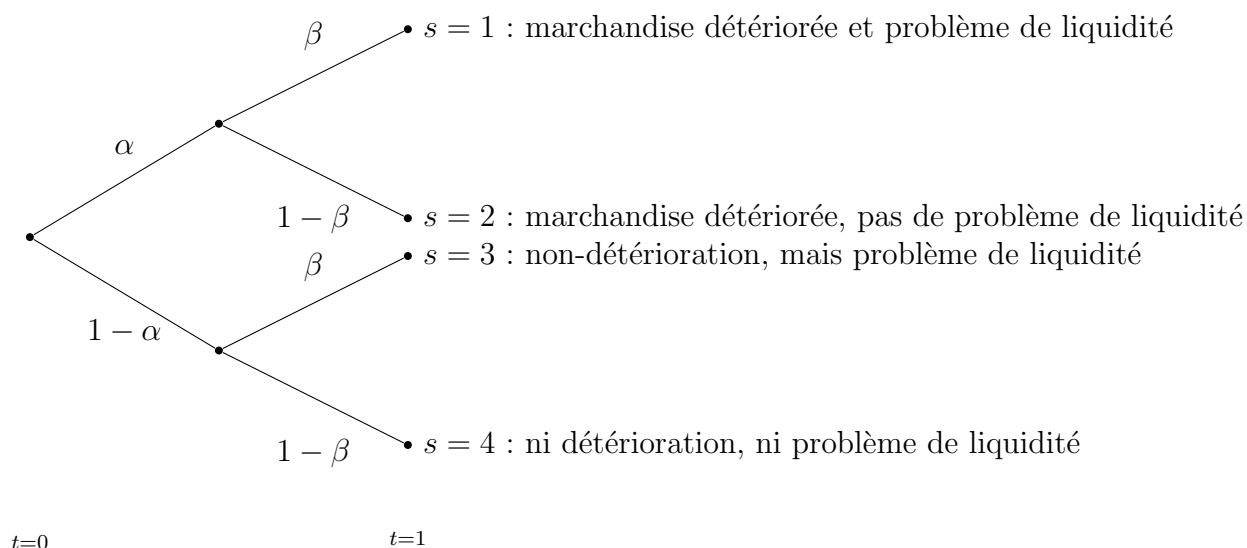 β
s = 1 : marchandise détériorée et problème de liquidité
α
1 − β
s = 2 : marchandise détériorée, pas de problème de liquidité
β
s = 3 : non-détérioration, mais problème de liquidité
1 − α
1 − β
s = 4 : ni détérioration, ni problème de liquidité
t=0
t=1